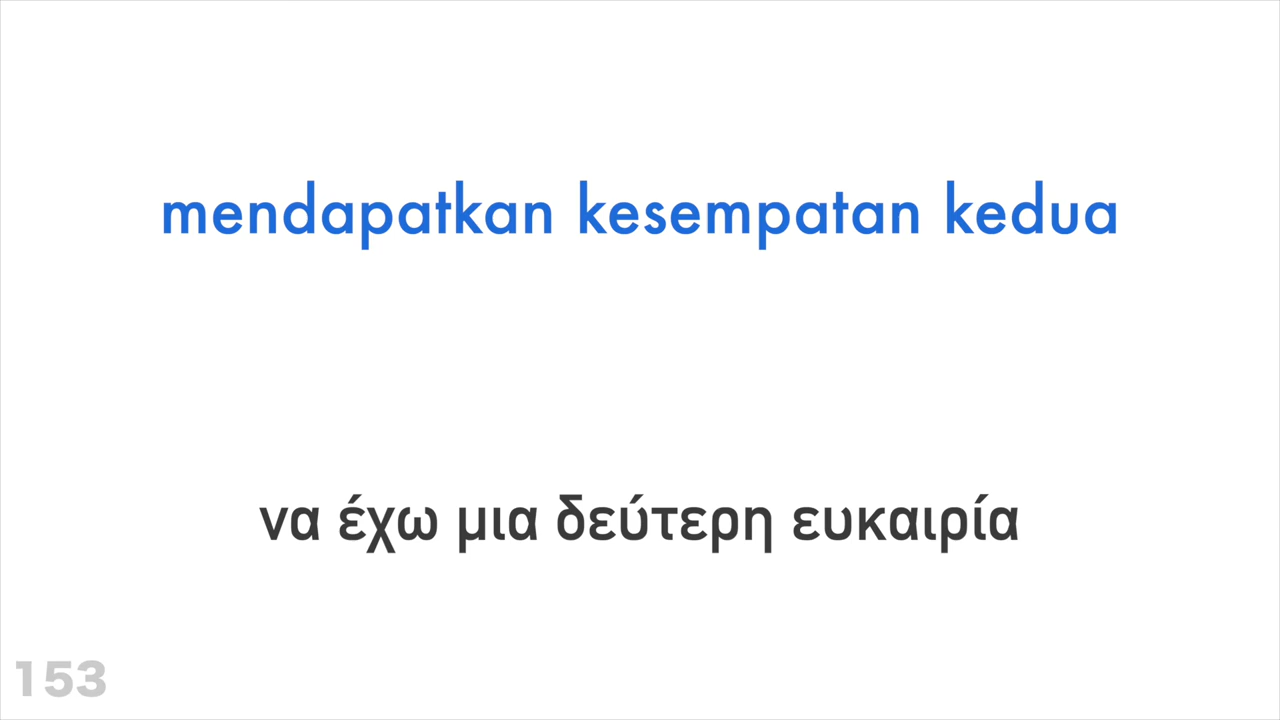 mendapatkan kesempatan kedua
να έχω μια δεύτερη ευκαιρία
153